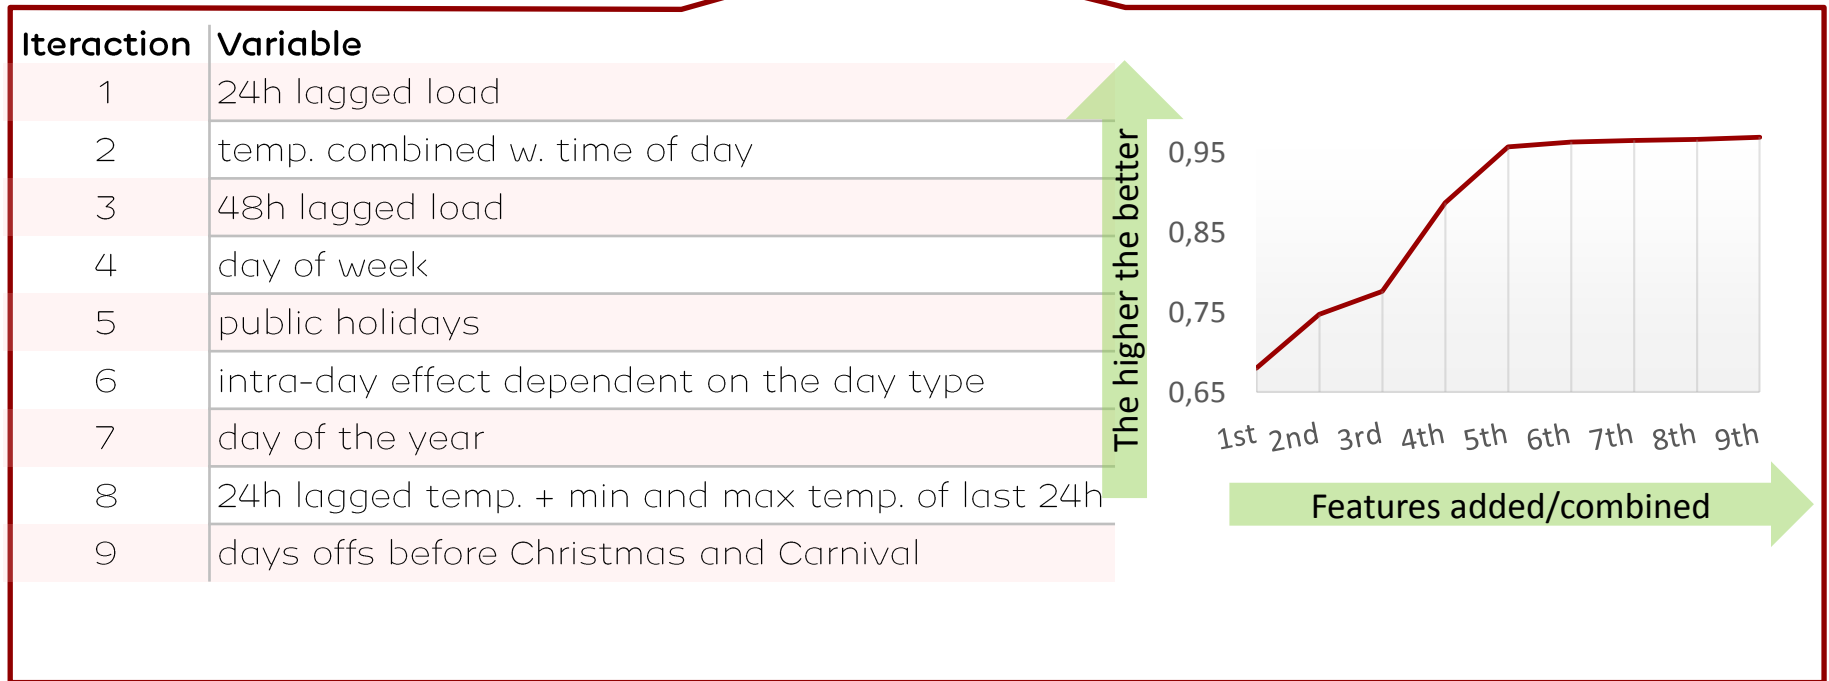 Iteraction Variable
1 24h lagged load
2 temp. combined w. time of day
3 48h lagged load
4 day of week
5 public holidays
6 intra-day effect dependent on the day type
7 day of the year
8 24h lagged temp. + min and max temp. of last 24h
9 days offs before Christmas and Carnival
The higher the better
0,95
0,85
0,75
0,65
1st 2nd 3rd 4th 5th 6th 7th 8th 9th
Features added/combined